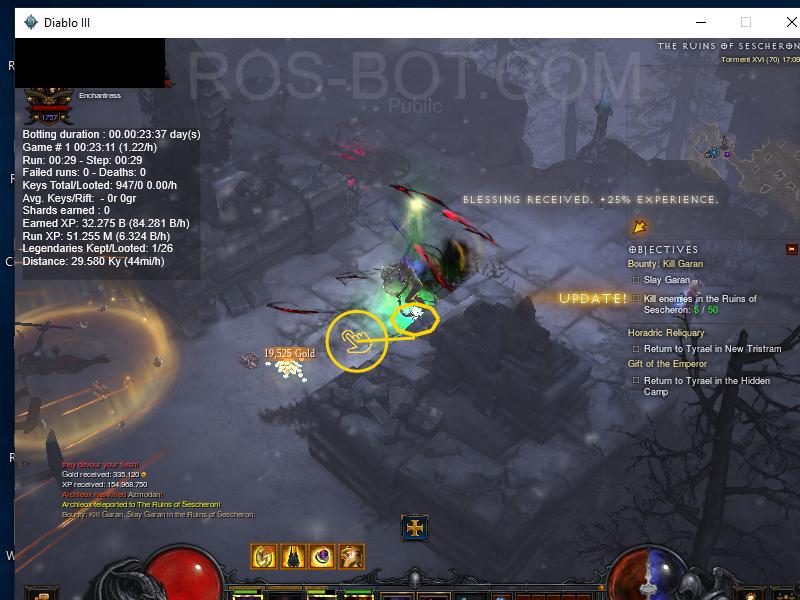 Diablo III
THE RUINS OF SESCHERON
Torment XVI (70) 17:09
ROS-BOT.COM
Public
Enchantress
1757
Botting duration : 00.00:23:37 day(s)
Game # 1 00:23:11 (1.22/h)
Run: 00:29 - Step: 00:29
Failed runs: 0 - Deaths: 0
Keys Total/Looted: 947/0 0.00/h
Avg. Keys/Rift: - 0r 0gr
Shards earned : 0
Earned XP: 32.275 B (84.281 B/h)
Run XP: 51.255 M (6.324 B/h)
Legendaries Kept/Looted: 1/26
Distance: 29.580 Ky (44mi/h)
BLESSING RECEIVED. +25% EXPERIENCE.
OBJECTIVES
Bounty: Kill Garan
Slay Garan
UPDATE!
Kill enemies in the Ruins of
Sescheron: 5 / 50
Horadric Reliquary
Return to Tyrael in New Tristram
Gift of the Emperor
Return to Tyrael in the Hidden
Camp
19,525 Gold
they devour your flesh!
Gold received: 335,120
XP received: 154,968,750
Archleox has killed Azmodan!
Archleox teleported to The Ruins of Sescheron!
Bounty: Kill Garan, Slay Garan in the Ruins of Sescheron.